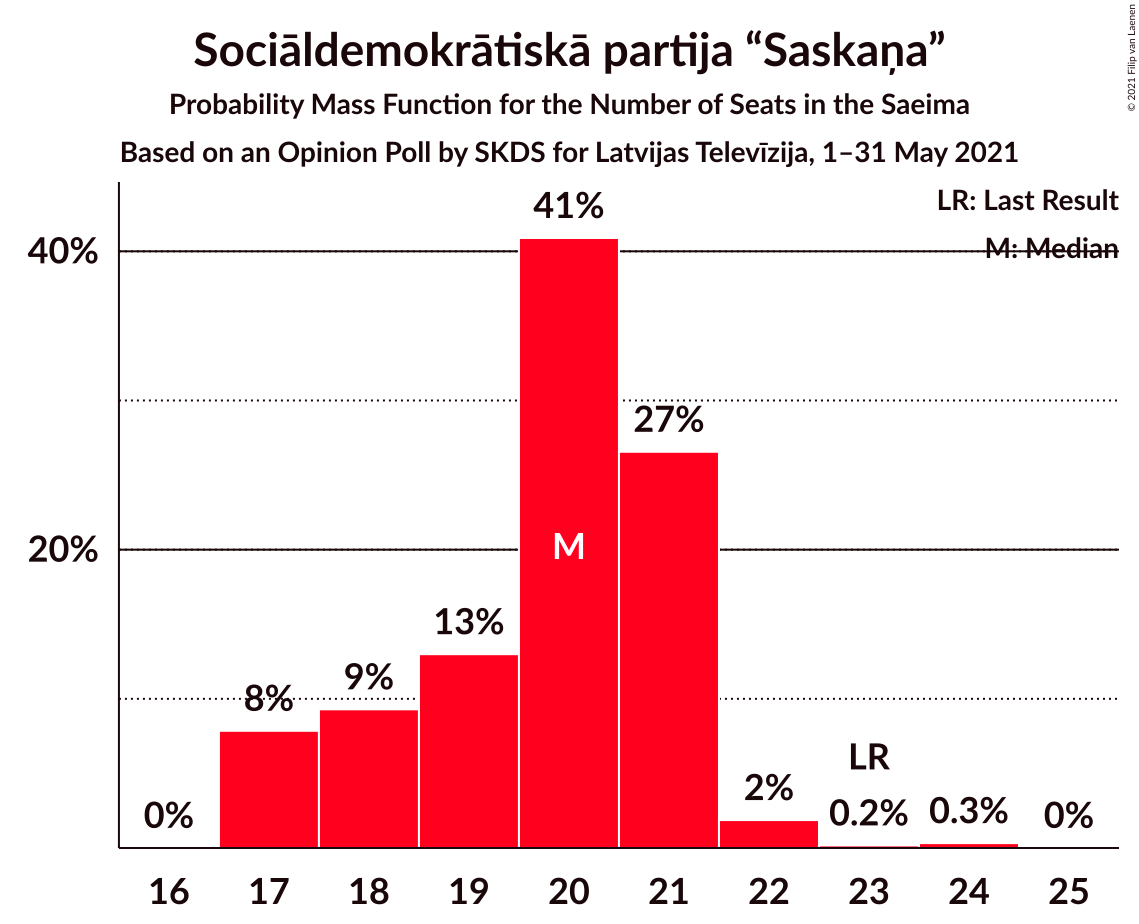 Sociāldemokrātiskā partija “Saskaņa”
Probability Mass Function for the Number of Seats in the Saeima
Based on an Opinion Poll by SKDS for Latvijas Televīzija, 1–31 May 2021
© 2021 Filip van Laenen
LR: Last Result
M: Median
40%
20%
0%
8%
9%
13%
41%
M
27%
2%
LR
0.2%
0.3%
0%
16 17 18 19 20 21 22 23 24 25